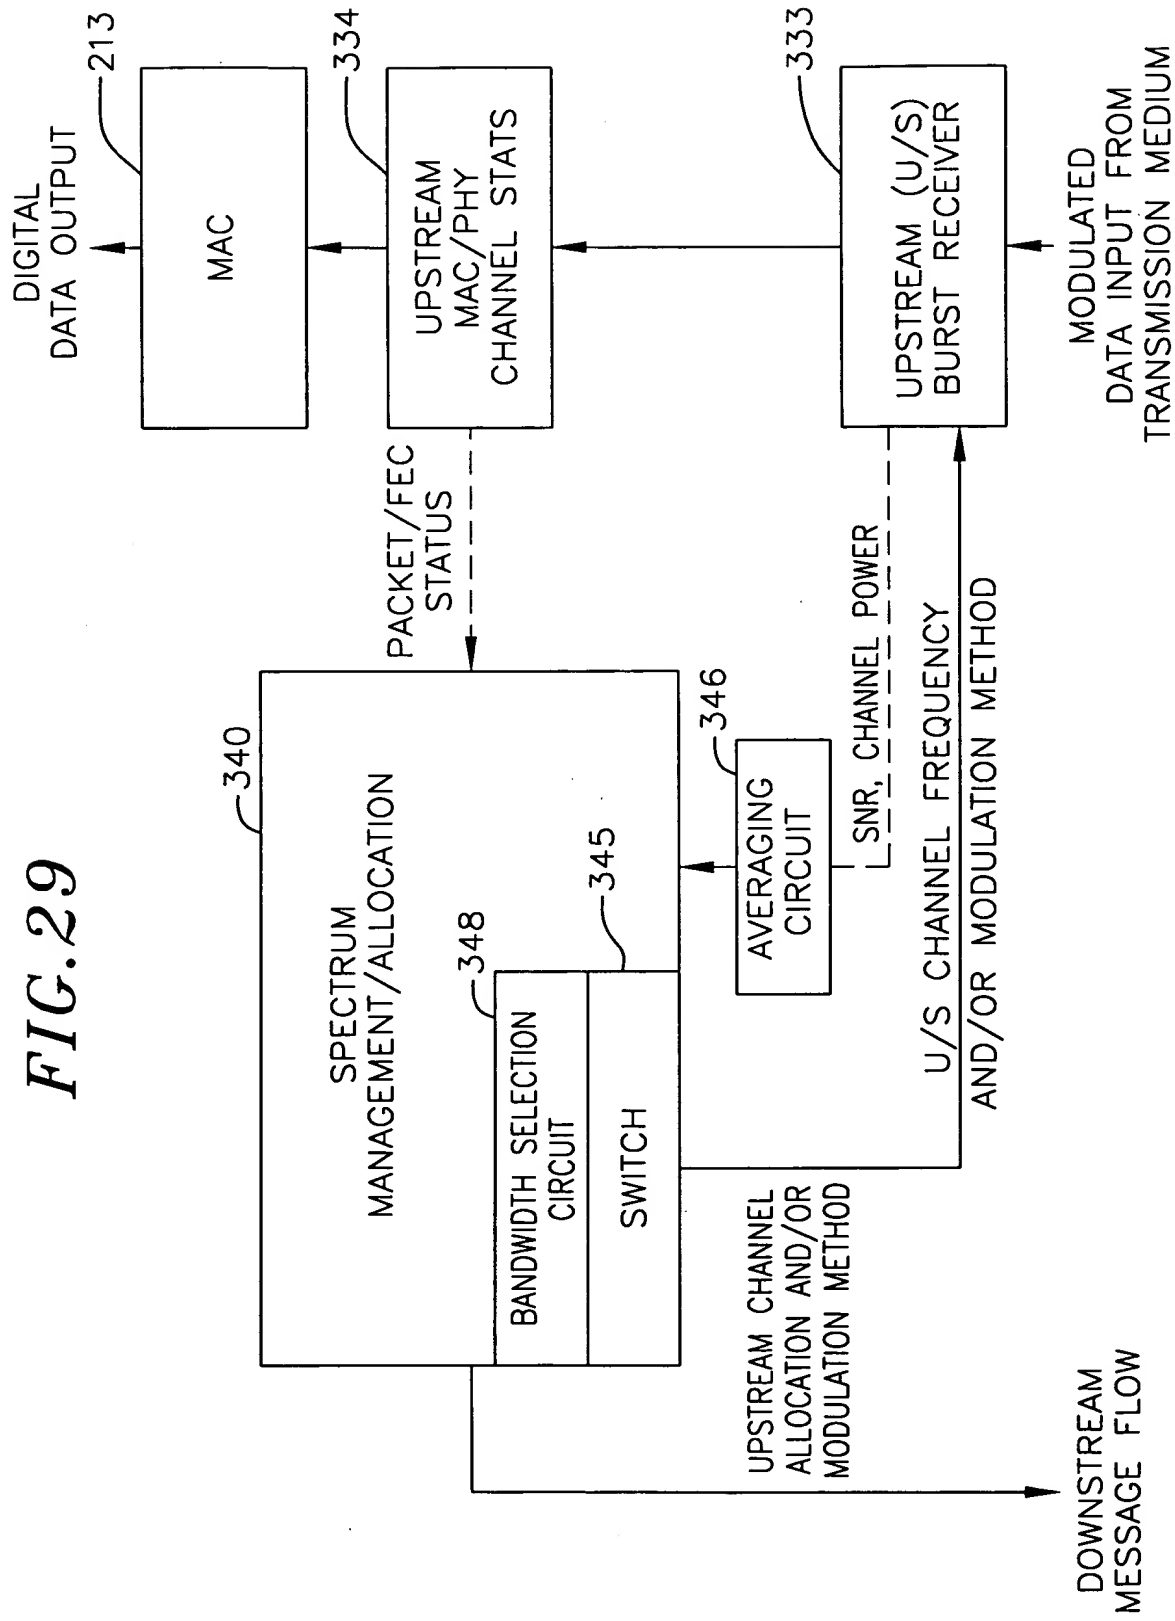 FIG.29
340
SPECTRUM
MANAGEMENT/ALLOCATION
348
BANDWIDTH SELECTION
CIRCUIT
345
SWITCH
PACKET/FEC
STATUS
DIGITAL
DATA OUTPUT
213
MAC
334
UPSTREAM
MAC/PHY
CHANNEL STATS
333
UPSTREAM (U/S)
BURST RECEIVER
MODULATED
DATA INPUT FROM
TRANSMISSION MEDIUM
346
AVERAGING
CIRCUIT
SNR, CHANNEL POWER
U/S CHANNEL FREQUENCY
AND/OR MODULATION METHOD
UPSTREAM CHANNEL
ALLOCATION AND/OR
MODULATION METHOD
DOWNSTREAM
MESSAGE FLOW